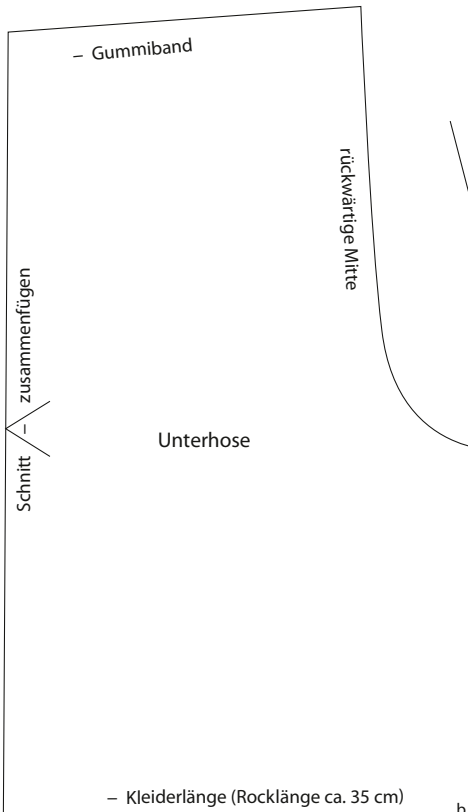 – Gummiband
rückwärtige Mitte
Schnitt – zusammenfügen
Unterhose
– Kleiderlänge (Rocklänge ca. 35 cm)